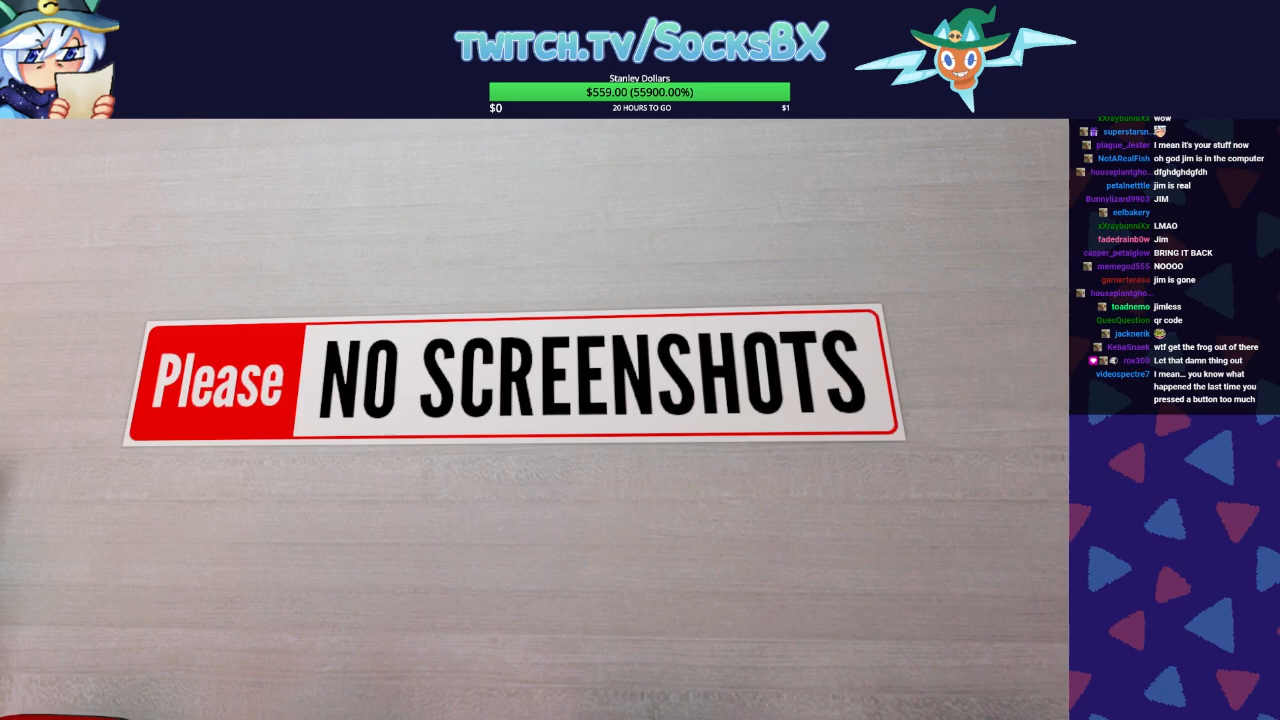 twitch.tv/SocksBX
Stanley Dollars
$559.00 (55900.00%)
$0 20 HOURS TO GO $1
Please NO SCREENSHOTS
xXraybunniXx wow
superstarsn...
plague_Jester I mean it's your stuff now
NotARealFish oh god jim is in the computer
houseplantgho... dfghdghdgfdh
petalnetttle jim is real
Bunnylizard9903 JIM
eelbakery
xXraybunniXx LMAO
fadedrainb0w Jim
casper_petalglow BRING IT BACK
memegod555 NOOOO
gamerterasu jim is gone
houseplantgho...
toadnemo jimless
QuesQuestion qr code
jacknerik
KebaSnaek wtf get the frog out of there
rox300 Let that damn thing out
videospectre7 I mean... you know what
happened the last time you
pressed a button too much